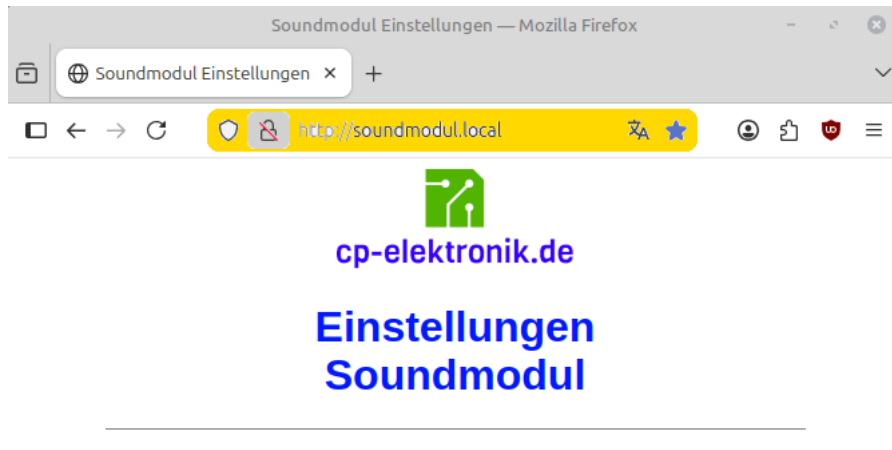 Soundmodul Einstellungen — Mozilla Firefox
Soundmodul Einstellungen
http://soundmodul.local
cp-elektronik.de
Einstellungen
Soundmodul